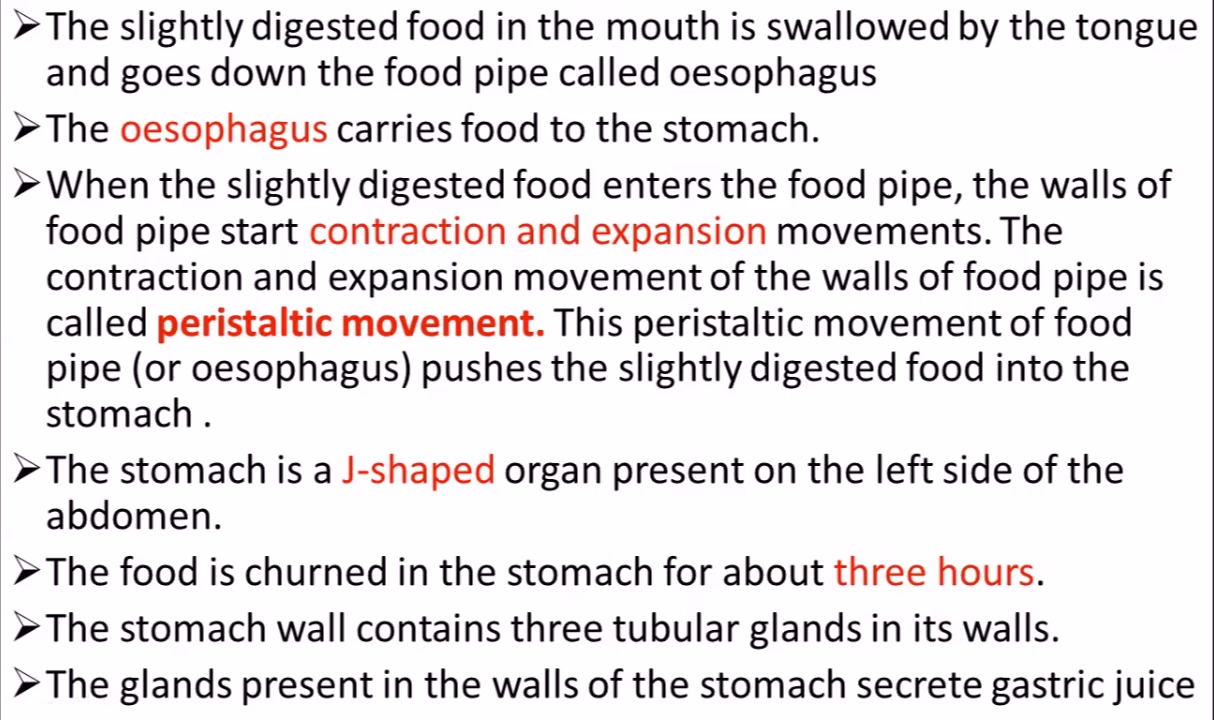 ➢The slightly digested food in the mouth is swallowed by the tongue
and goes down the food pipe called oesophagus
➢The oesophagus carries food to the stomach.
➢When the slightly digested food enters the food pipe, the walls of
food pipe start contraction and expansion movements. The
contraction and expansion movement of the walls of food pipe is
called peristaltic movement. This peristaltic movement of food
pipe (or oesophagus) pushes the slightly digested food into the
stomach .
➢The stomach is a J-shaped organ present on the left side of the
abdomen.
➢The food is churned in the stomach for about three hours.
➢The stomach wall contains three tubular glands in its walls.
➢The glands present in the walls of the stomach secrete gastric juice